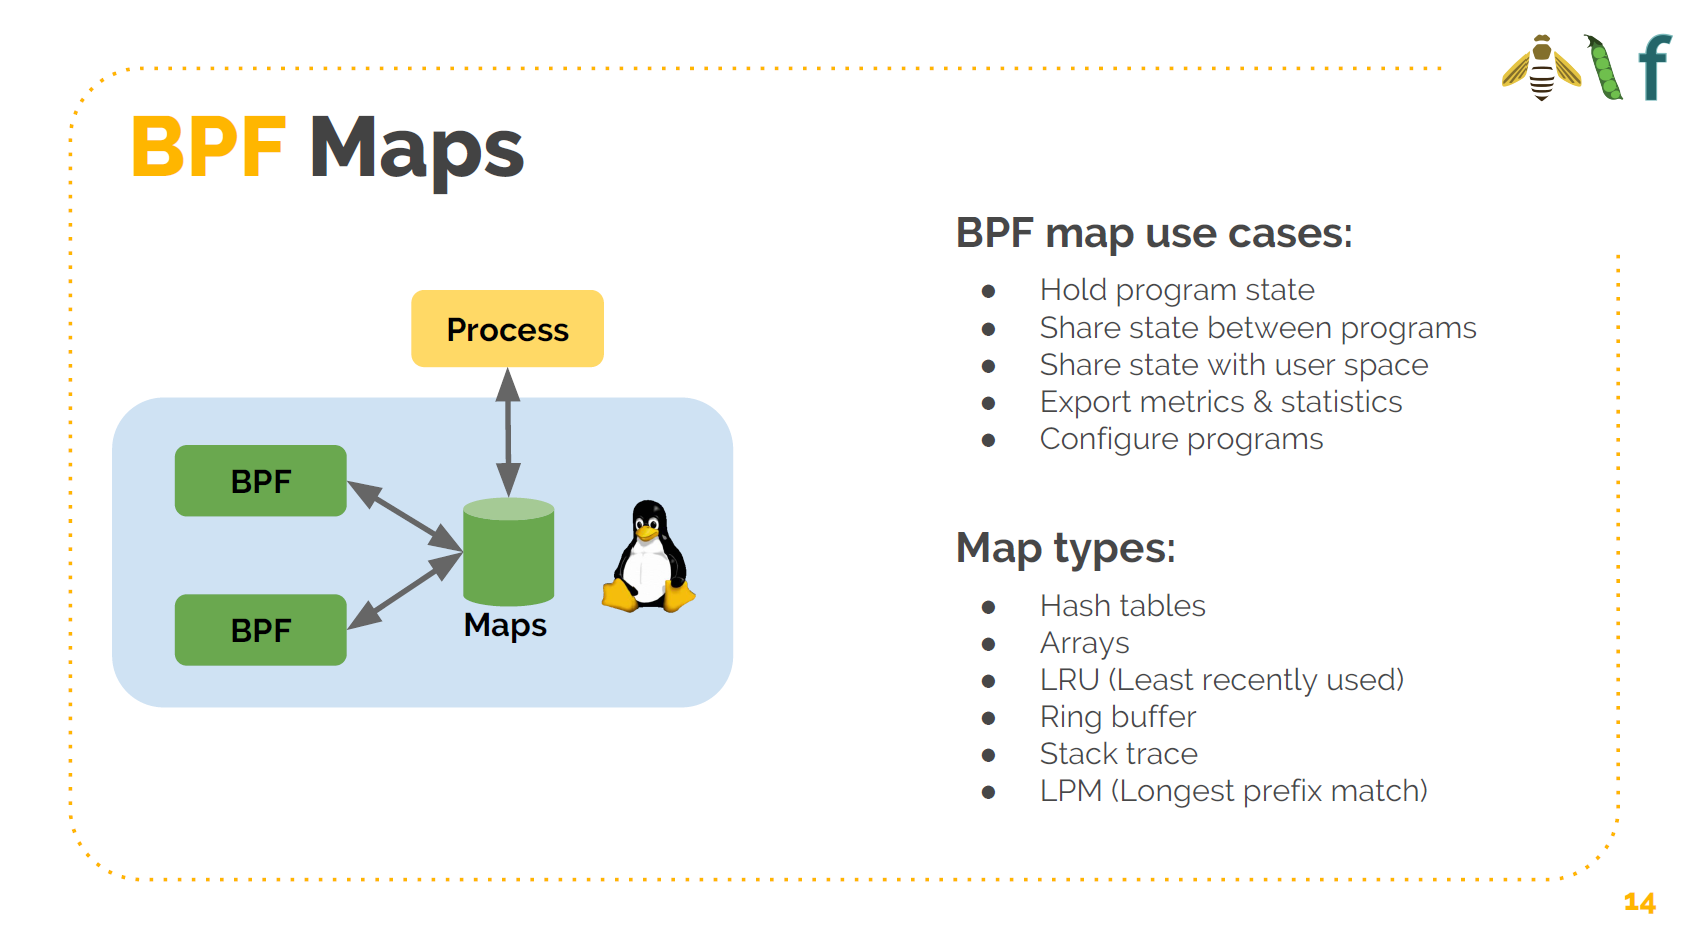 f
BPF Maps
Process
BPF
BPF
Maps
BPF map use cases:
● Hold program state
● Share state between programs
● Share state with user space
● Export metrics & statistics
● Configure programs
Map types:
● Hash tables
● Arrays
● LRU (Least recently used)
● Ring buffer
● Stack trace
● LPM (Longest prefix match)
14